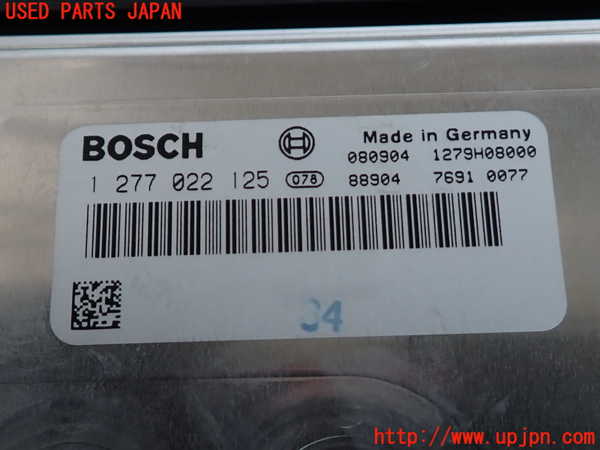 USED PARTS JAPAN
BOSCH
Made in Germany
080904 1279H08000
1 277 022 125 078 88904 7691 0077
34
http://www.upjpn.com